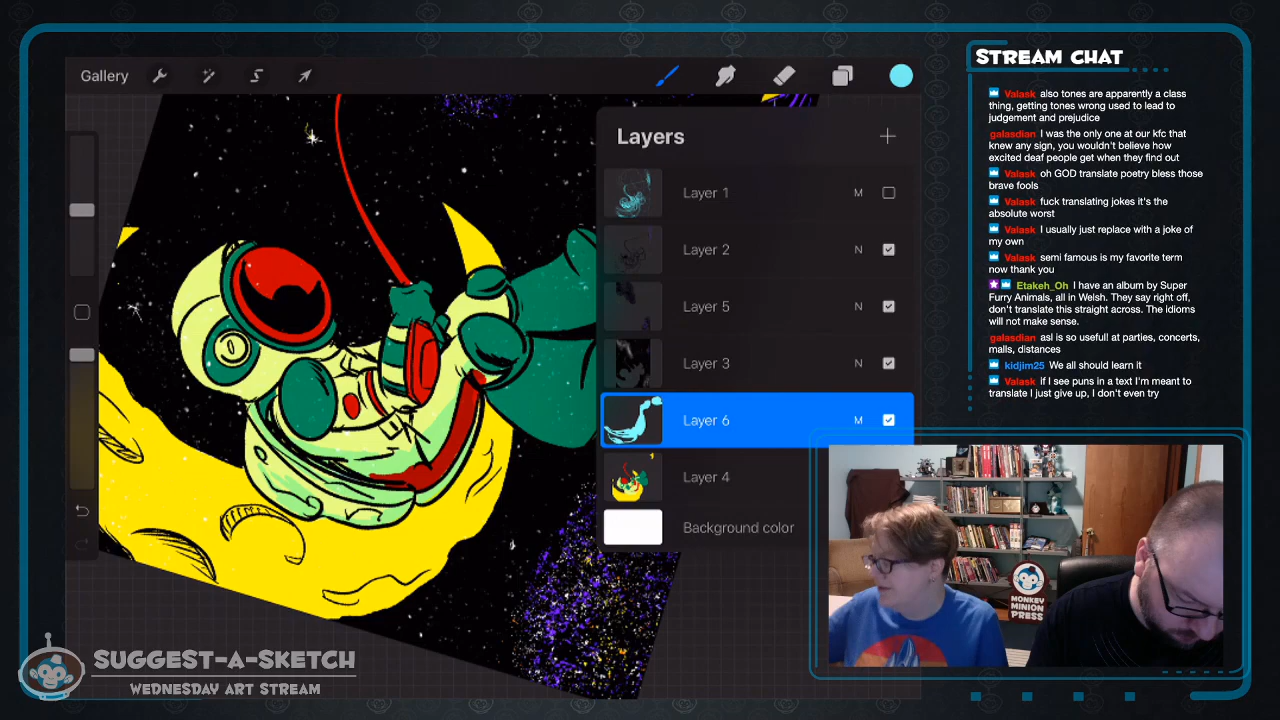 STREAM CHAT
Gallery
Layers
Layer 1 M
Layer 2 N
Layer 5 N
Layer 3 N
Layer 6 M
Layer 4
Background color
Valask also tones are apparently a class
thing, getting tones wrong used to lead to
judgement and prejudice
galasdian I was the only one at our kfc that
knew any sign, you wouldn't believe how
excited deaf people get when they find out
Valask oh GOD translate poetry bless those
brave fools
Valask fuck translating jokes it's the
absolute worst
Valask I usually just replace with a joke of
my own
Valask semi famous is my favorite term
now thank you
Etakeh_Oh I have an album by Super
Furry Animals, all in Welsh. They say right off,
don't translate this straight across. The idioms
will not make sense.
galasdian asl is so usefull at parties, concerts,
malls, distances
kidjim25 We all should learn it
Valask if I see puns in a text I'm meant to
translate I just give up, I don't even try
MONKEY
MINION
PRESS
SUGGEST-A-SKETCH
WEDNESDAY ART STREAM